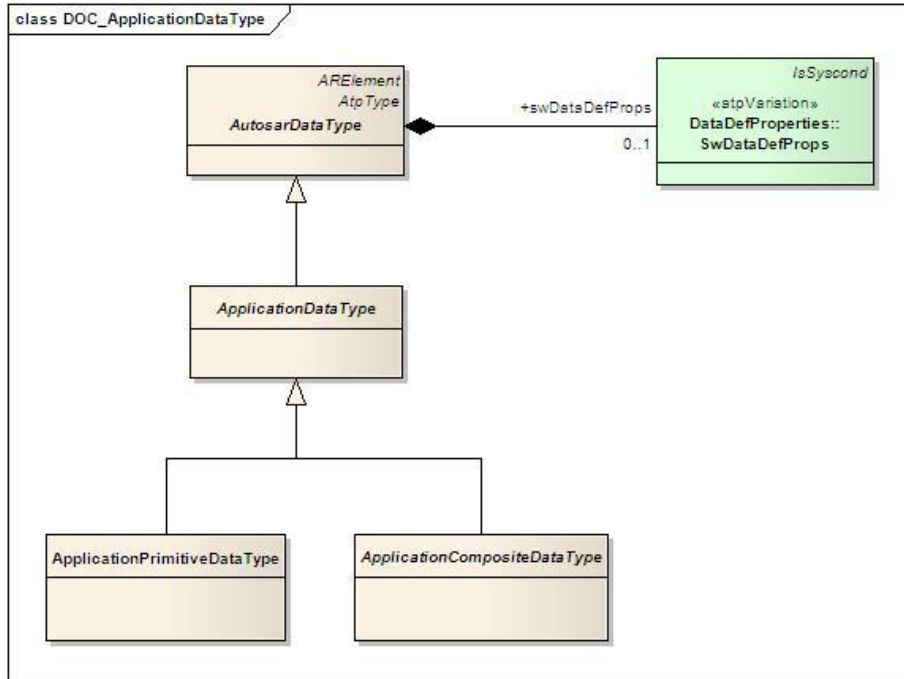 class DOC_ApplicationDataType
ARElement
AtpType
AutosarDataType
+swDataDefProps
0..1
IsSyscond
«atpVariation»
DataDefProperties::
SwDataDefProps
ApplicationDataType
ApplicationPrimitiveDataType
ApplicationCompositeDataType